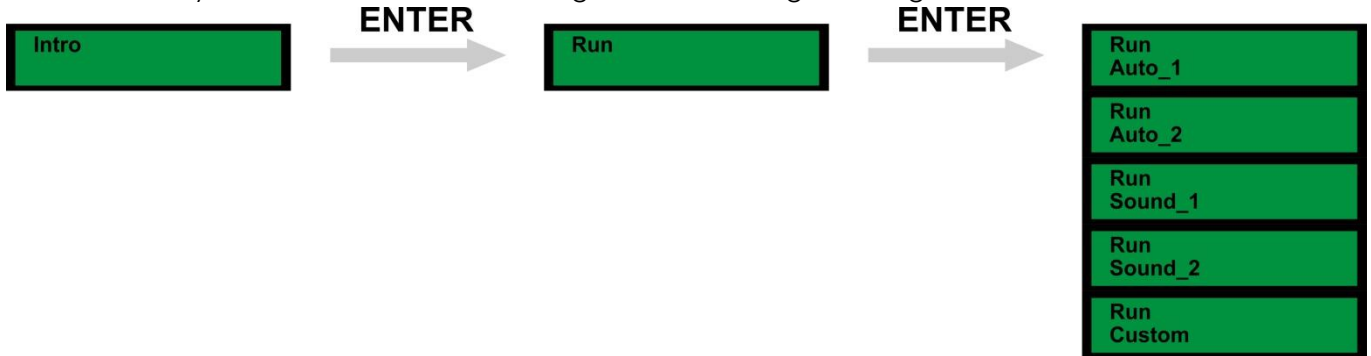 ENTER
ENTER
Intro
Run
Run
Auto_1
Run
Auto_2
Run
Sound_1
Run
Sound_2
Run
Custom